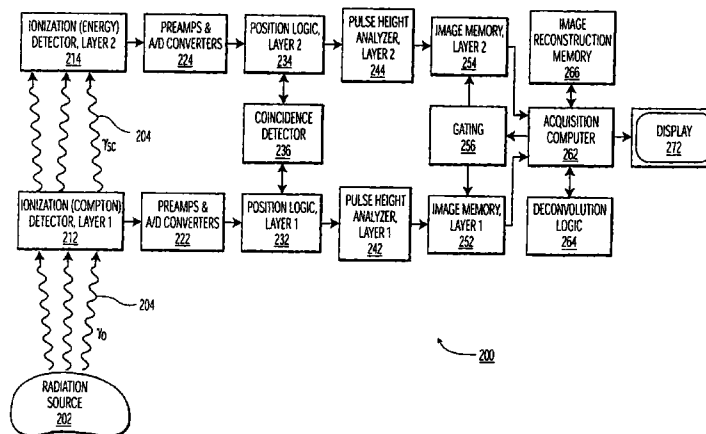 IONIZATION (ENERGY)
DETECTOR, LAYER 2
214
PREAMPS &
A/D CONVERTERS
224
POSITION LOGIC,
LAYER 2
234
PULSE HEIGHT
ANALYZER,
LAYER 2
244
IMAGE MEMORY,
LAYER 2
254
IMAGE
RECONSTRUCTION
MEMORY
266
204
γSC
COINCIDENCE
DETECTOR
236
GATING
256
ACQUISITION
COMPUTER
262
DISPLAY
272
IONIZATION (COMPTON)
DETECTOR, LAYER 1
212
PREAMPS &
A/D CONVERTERS
222
POSITION LOGIC,
LAYER 1
232
PULSE HEIGHT
ANALYZER,
LAYER 1
242
IMAGE MEMORY,
LAYER 1
252
DECONVOLUTION
LOGIC
264
204
γ0
200
RADIATION
SOURCE
202